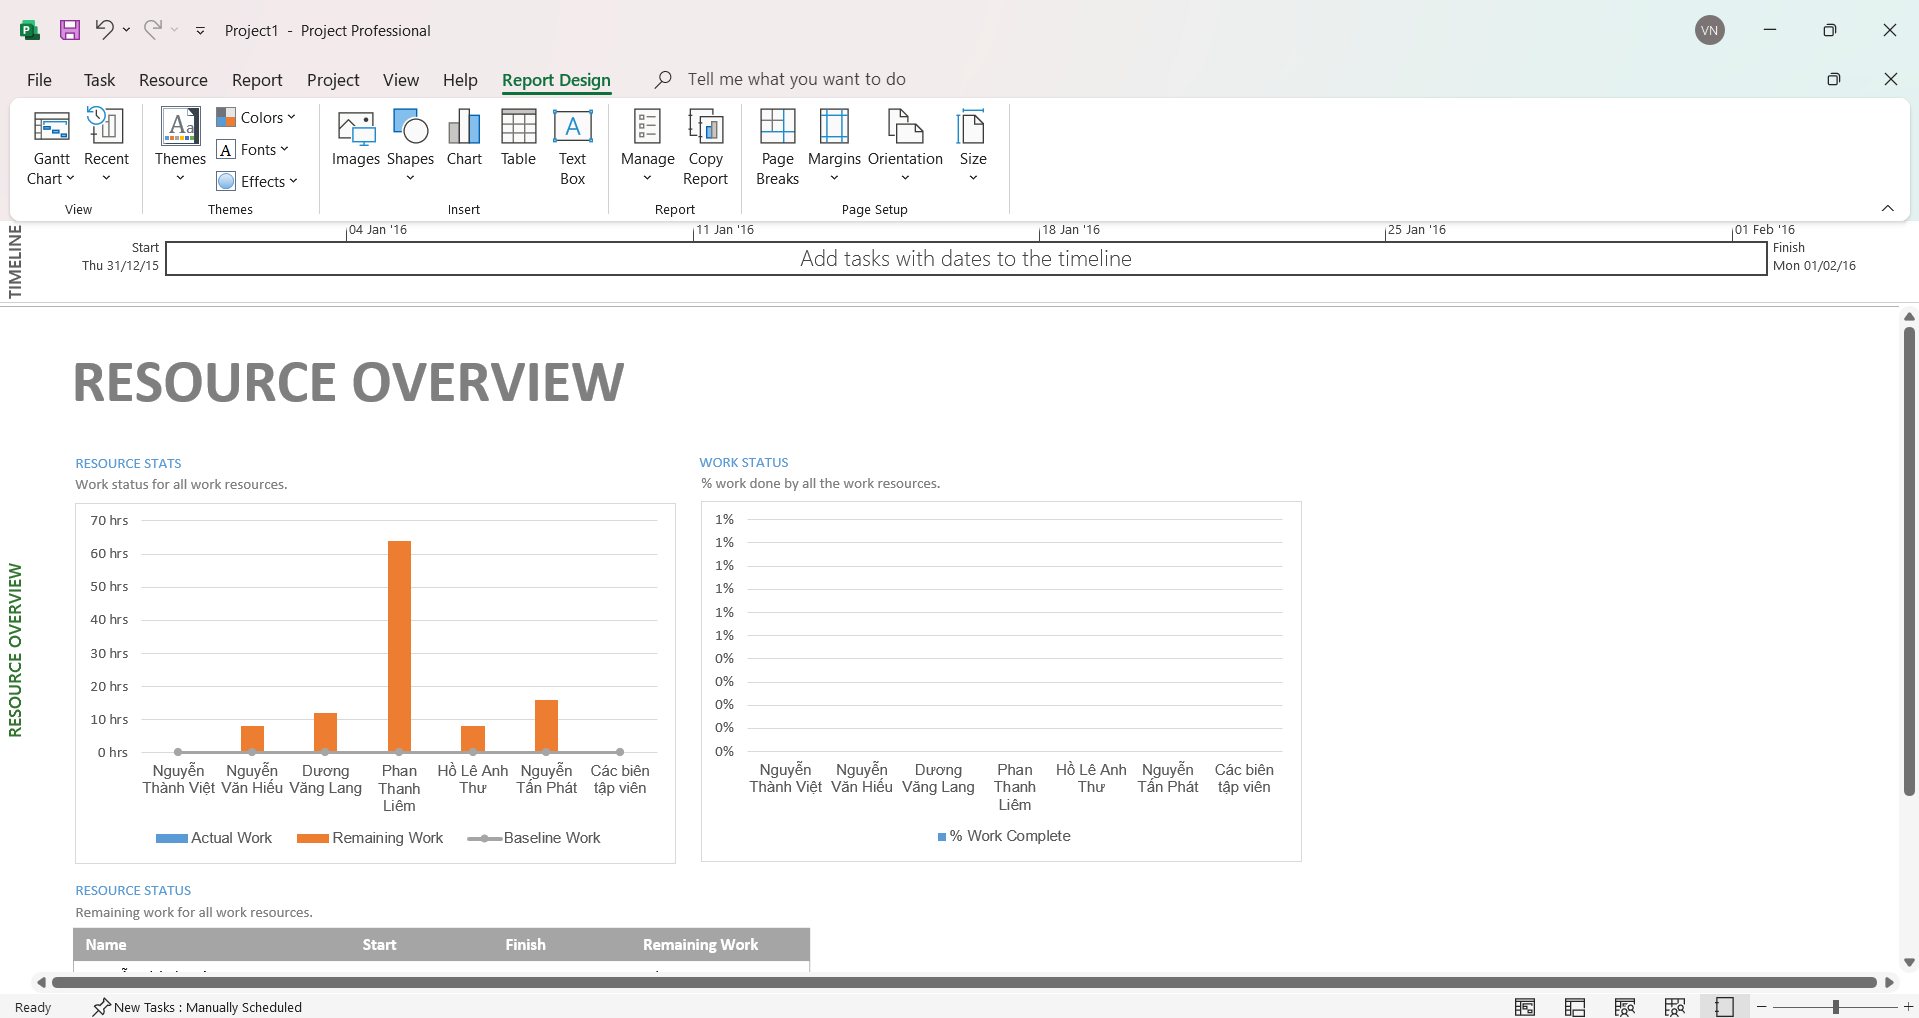 Project1 - Project Professional
VN
File Task Resource Report Project View Help Report Design Tell me what you want to do
Gantt Chart
Recent
View
Themes
Colors
Fonts
Effects
Themes
Images
Shapes
Chart
Table
Text Box
Insert
Manage
Copy Report
Report
Page Breaks
Margins
Orientation
Size
Page Setup
TIMELINE
04 Jan '16 11 Jan '16 18 Jan '16 25 Jan '16 01 Feb '16
Start
Thu 31/12/15
Add tasks with dates to the timeline
Finish
Mon 01/02/16
RESOURCE OVERVIEW
RESOURCE OVERVIEW
RESOURCE STATS
Work status for all work resources.
70 hrs
60 hrs
50 hrs
40 hrs
30 hrs
20 hrs
10 hrs
0 hrs
Nguyễn Thành Việt
Nguyễn Văn Hiếu
Dương Văng Lang
Phan Thanh Liêm
Hồ Lê Anh Thư
Nguyễn Tấn Phát
Các biên tập viên
Actual Work Remaining Work Baseline Work
WORK STATUS
% work done by all the work resources.
1%
1%
1%
1%
1%
1%
0%
0%
0%
0%
0%
Nguyễn Thành Việt
Nguyễn Văn Hiếu
Dương Văng Lang
Phan Thanh Liêm
Hồ Lê Anh Thư
Nguyễn Tấn Phát
Các biên tập viên
% Work Complete
RESOURCE STATUS
Remaining work for all work resources.
Name Start Finish Remaining Work
Ready New Tasks : Manually Scheduled